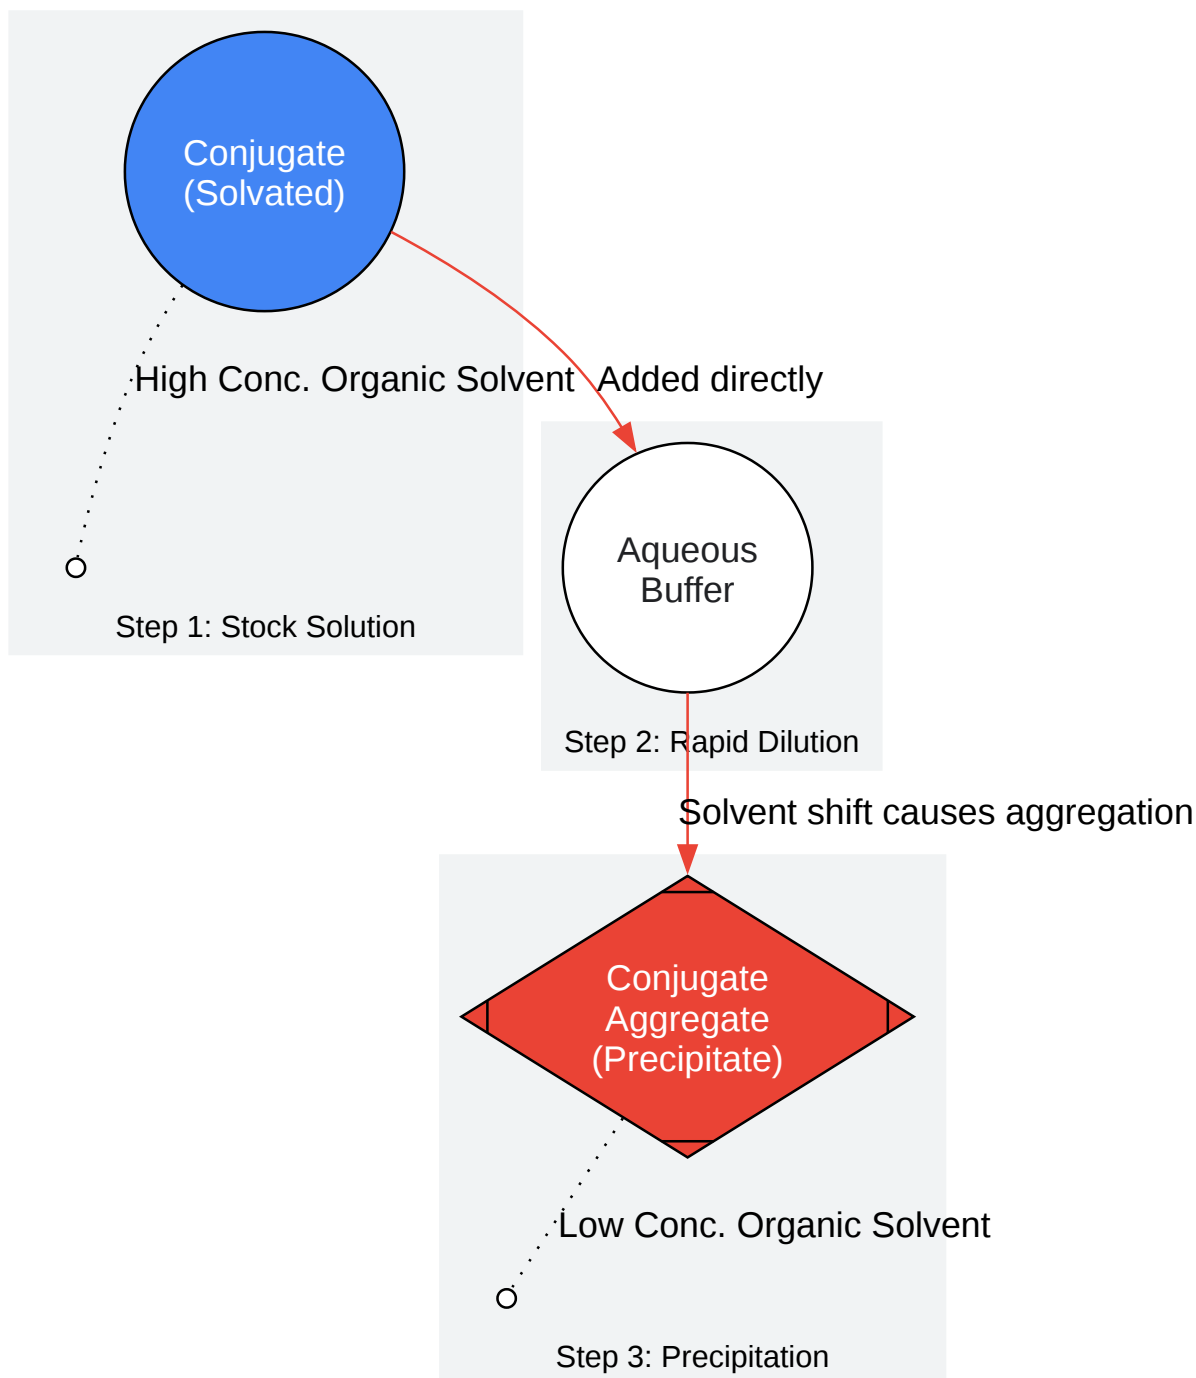 Conjugate
(Solvated)
High Conc. Organic Solvent
Added directly
Aqueous
Buffer
Step 1: Stock Solution
Step 2: Rapid Dilution
Solvent shift causes aggregation
Conjugate
Aggregate
(Precipitate)
Low Conc. Organic Solvent
Step 3: Precipitation